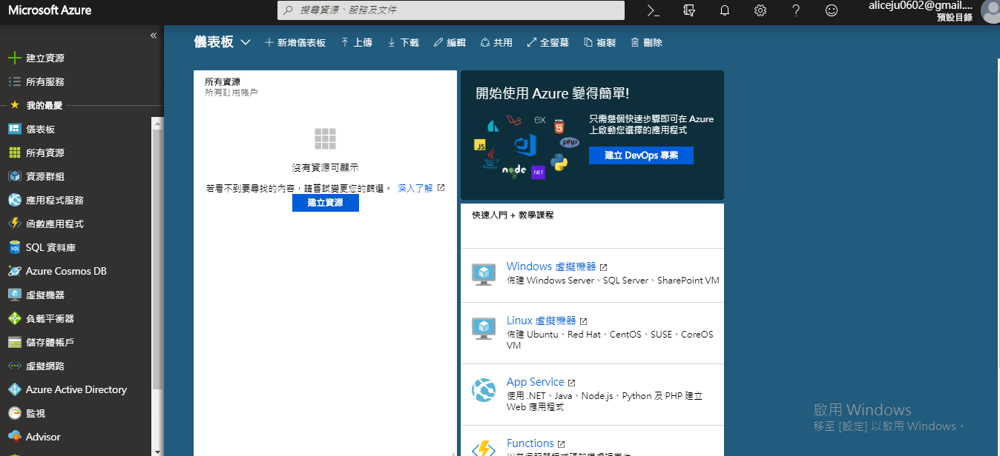 Microsoft Azure
搜尋資源、服務及文件
aliceju0602@gmail....
預設目錄
«
建立資源
所有服務
我的最愛
儀表板
所有資源
資源群組
應用程式服務
函數應用程式
SQL 資料庫
Azure Cosmos DB
虛擬機器
負載平衡器
儲存體帳戶
虛擬網路
Azure Active Directory
監視
Advisor
儀表板
新增儀表板
上傳
下載
編輯
共用
全螢幕
複製
刪除
所有資源
所有訂用帳戶
沒有資源可顯示
若看不到要尋找的內容，請嘗試變更您的篩選。 深入了解
建立資源
開始使用 Azure 變得簡單!
只需幾個快速步驟即可在 Azure
上啟動您選擇的應用程式
建立 DevOps 專案
ex
HTML
5
JS
php
node
.NET
快速入門 + 教學課程
Windows 虛擬機器
佈建 Windows Server、SQL Server、SharePoint VM
Linux 虛擬機器
佈建 Ubuntu、Red Hat、CentOS、SUSE、CoreOS
VM
App Service
使用 .NET、Java、Node.js、Python 及 PHP 建立
Web 應用程式
Functions
啟用 Windows
移至 [設定] 以啟用 Windows。